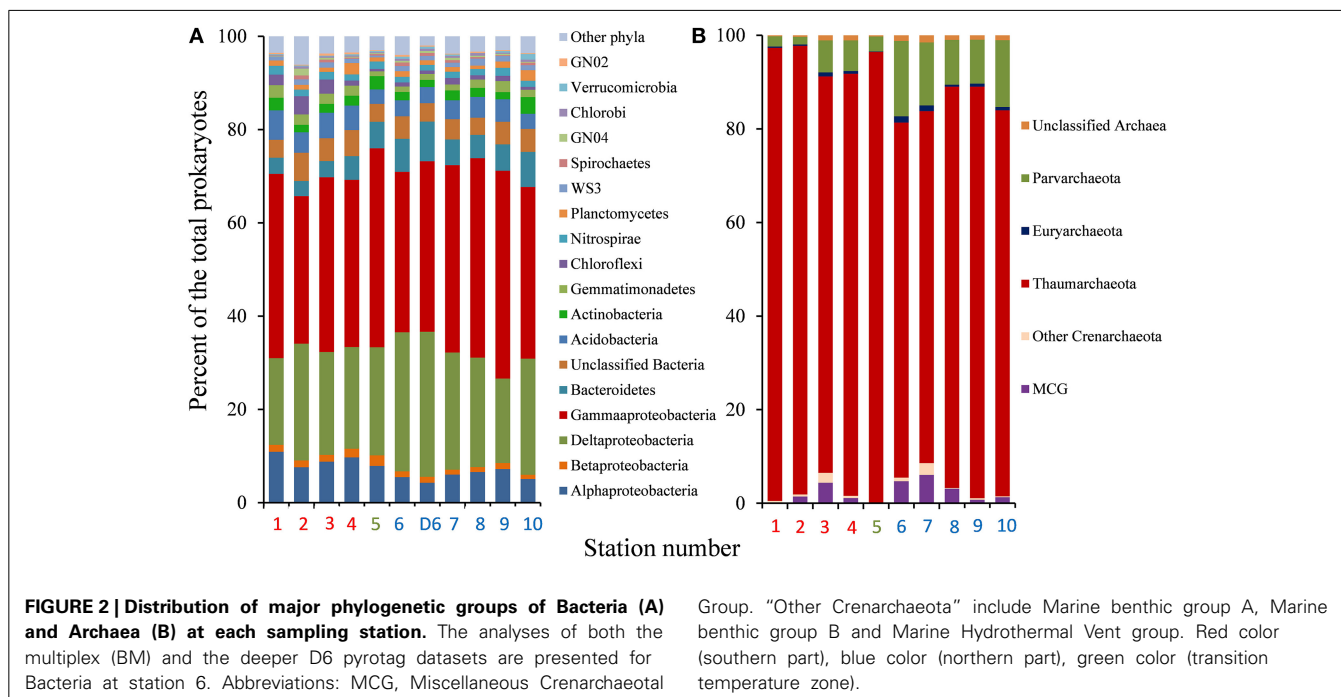 A
B
100
80
60
40
20
0
Percent of the total prokaryotes
1 2 3 4 5 6 D6 7 8 9 10
Other phyla
GN02
Verrucomicrobia
Chlorobi
GN04
Spirochaetes
WS3
Planctomycetes
Nitrospirae
Chloroflexi
Gemmatimonadetes
Actinobacteria
Acidobacteria
Unclassified Bacteria
Bacteroidetes
Gammaaproteobacteria
Deltaproteobacteria
Betaproteobacteria
Alphaproteobacteria
100
80
60
40
20
0
1 2 3 4 5 6 7 8 9 10
Unclassified Archaea
Parvarchaeota
Euryarchaeota
Thaumarchaeota
Other Crenarchaeota
MCG
Station number
FIGURE 2 | Distribution of major phylogenetic groups of Bacteria (A)
and Archaea (B) at each sampling station. The analyses of both the
multiplex (BM) and the deeper D6 pyrotag datasets are presented for
Bacteria at station 6. Abbreviations: MCG, Miscellaneous Crenarchaeotal
Group. "Other Crenarchaeota" include Marine benthic group A, Marine
benthic group B and Marine Hydrothermal Vent group. Red color
(southern part), blue color (northern part), green color (transition
temperature zone).